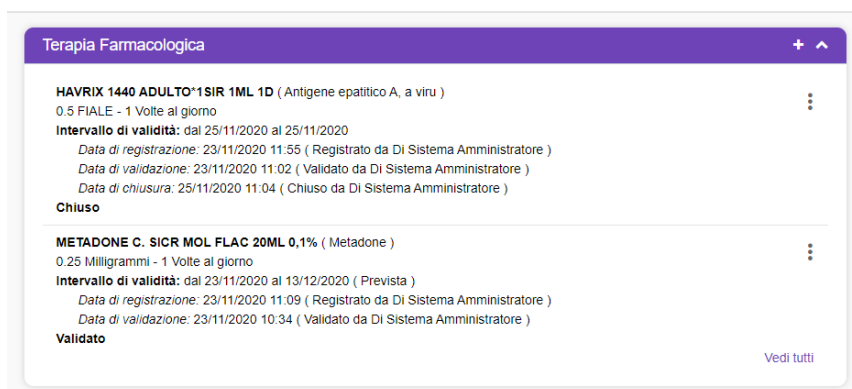 Terapia Farmacologica
HAVRIX 1440 ADULTO*1SIR 1ML 1D ( Antigene epatitico A, a viru )
0.5 FIALE - 1 Volte al giorno
Intervallo di validità: dal 25/11/2020 al 25/11/2020
Data di registrazione: 23/11/2020 11:55 ( Registrato da Di Sistema Amministratore )
Data di validazione: 23/11/2020 11:02 ( Validato da Di Sistema Amministratore )
Data di chiusura: 25/11/2020 11:04 ( Chiuso da Di Sistema Amministratore )
Chiuso
METADONE C. SICR MOL FLAC 20ML 0,1% ( Metadone )
0.25 Milligrammi - 1 Volte al giorno
Intervallo di validità: dal 23/11/2020 al 13/12/2020 ( Prevista )
Data di registrazione: 23/11/2020 11:09 ( Registrato da Di Sistema Amministratore )
Data di validazione: 23/11/2020 10:34 ( Validato da Di Sistema Amministratore )
Validato
Vedi tutti